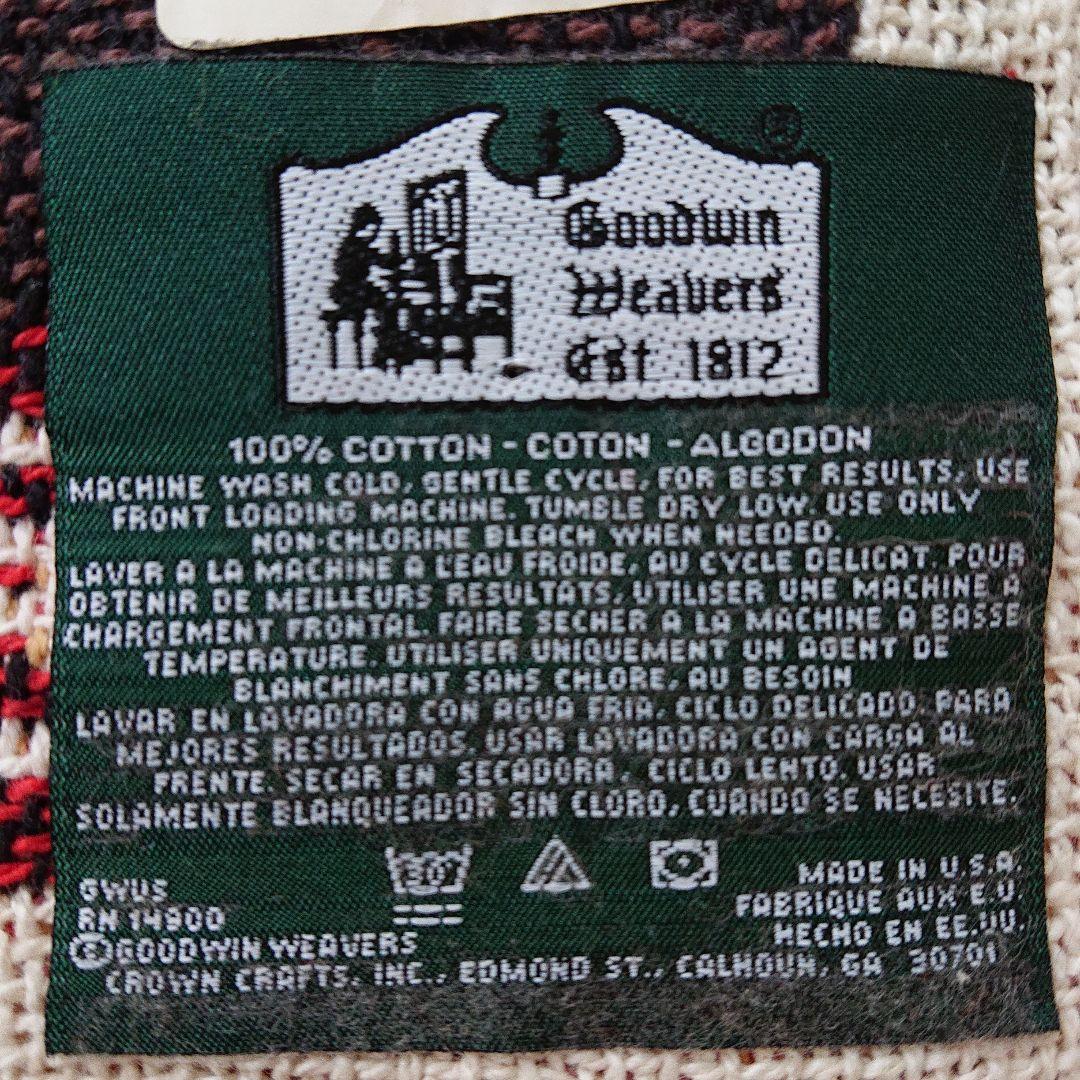 Goodwin
Weavers
Est 1812
®
100% COTTON - COTON - ALGODON
MACHINE WASH COLD, GENTLE CYCLE, FOR BEST RESULTS, USE
FRONT LOADING MACHINE. TUMBLE DRY LOW. USE ONLY
NON-CHLORINE BLEACH WHEN NEEDED.
LAVER A LA MACHINE A L'EAU FROIDE, AU CYCLE DELICAT. POUR
OBTENIR DE MEILLEURS RESULTATS, UTILISER UNE MACHINE A
CHARGEMENT FRONTAL. FAIRE SECHER A LA MACHINE A BASSE
TEMPERATURE. UTILISER UNIQUEMENT UN AGENT DE
BLANCHIMENT SANS CHLORE, AU BESOIN
LAVAR EN LAVADORA CON AGUA FRIA, CICLO DELICADO. PARA
MEJORES RESULTADOS, USAR LAVADORA CON CARGA AL
FRENTE. SECAR EN SECADORA, CICLO LENTO. USAR
SOLAMENTE BLANQUEADOR SIN CLORO, CUANDO SE NECESITE.
30°
GWUS
RN 14900
©GOODWIN WEAVERS
MADE IN U.S.A.
FABRIQUE AUX E.U.
HECHO EN EE.UU.
CROWN CRAFTS, INC., EDMOND ST., CALHOUN, GA 30701